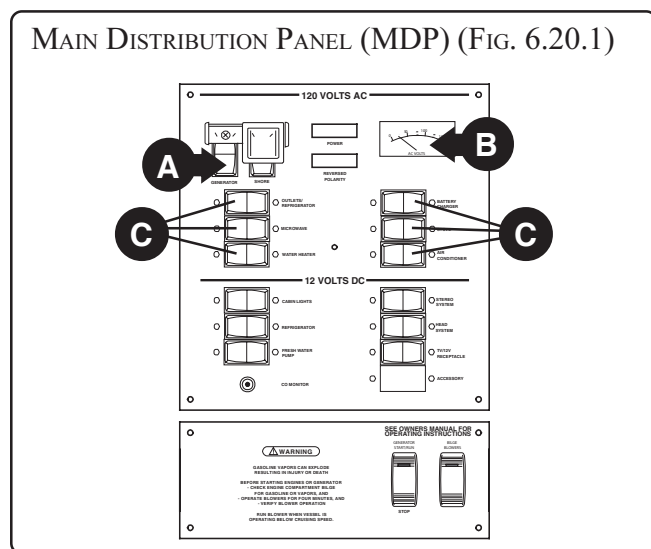 MAIN DISTRIBUTION PANEL (MDP) (FIG. 6.20.1)
120 VOLTS AC
POWER
REVERSED
POLARITY
AC VOLTS
A
B
GENERATOR
SHORE
C
C
OUTLETS/
REFRIGERATOR
MICROWAVE
WATER HEATER
BATTERY
CHARGER
AIR
CONDITIONER
12 VOLTS DC
CABIN LIGHTS
REFRIGERATOR
FRESH WATER
PUMP
CO MONITOR
STEREO
SYSTEM
HEAD
SYSTEM
TV/12V
RECEPTACLE
ACCESSORY
SEE OWNERS MANUAL FOR
OPERATING INSTRUCTIONS
GENERATOR
START/RUN
BILGE
BLOWERS
STOP
WARNING
GASOLINE VAPORS CAN EXPLODE
RESULTING IN INJURY OR DEATH
BEFORE STARTING ENGINES OR GENERATOR
- CHECK ENGINE COMPARTMENT BILGE
FOR GASOLINE OR VAPORS, AND
- OPERATE BLOWERS FOR FOUR MINUTES, AND
- VERIFY BLOWER OPERATION
RUN BLOWER WHEN VESSEL IS
OPERATING BELOW CRUISING SPEED.